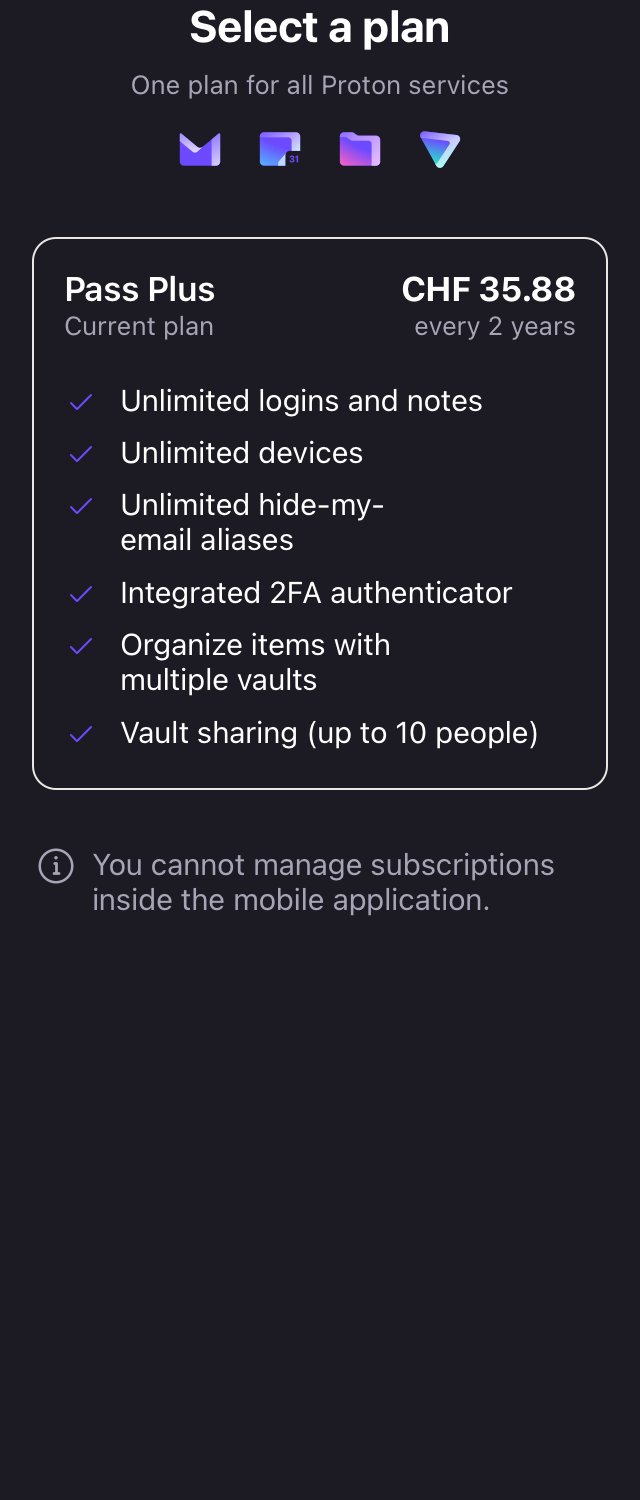 Select a plan
One plan for all Proton services
31
Pass Plus
CHF 35.88
Current plan
every 2 years
Unlimited logins and notes
Unlimited devices
Unlimited hide-my-
email aliases
Integrated 2FA authenticator
Organize items with
multiple vaults
Vault sharing (up to 10 people)
You cannot manage subscriptions
inside the mobile application.